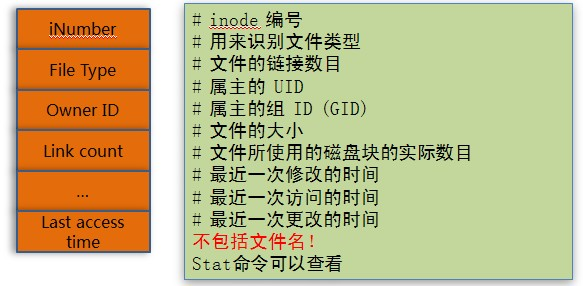 iNumber
File Type
Owner ID
Link count
...
Last access
time
# inode 编号
# 用来识别文件类型
# 文件的链接数目
# 属主的 UID
# 属主的组 ID (GID)
# 文件的大小
# 文件所使用的磁盘块的实际数目
# 最近一次修改的时间
# 最近一次访问的时间
# 最近一次更改的时间
不包括文件名!
Stat命令可以查看